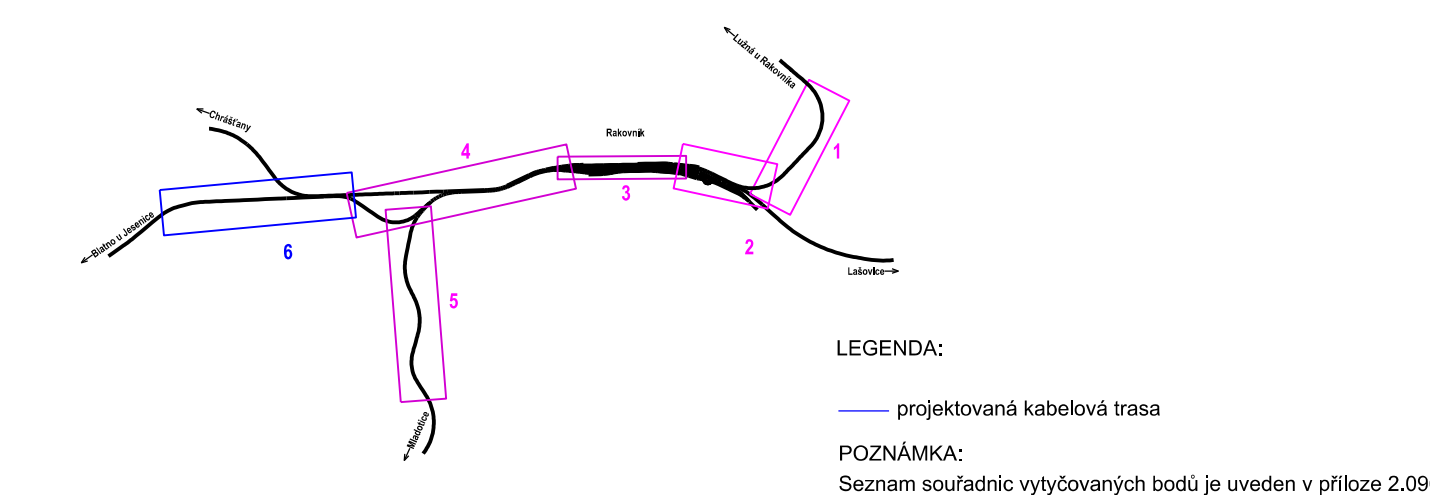 Lužná u Rakovníka
←Chrášťany
Rakovník
4
1
3
←Blatno u Jesenice
2
6
Lašovice→
5
←Mladotice
LEGENDA:
projektovaná kabelová trasa
POZNÁMKA:
Seznam souřadnic vytyčovaných bodů je uveden v příloze 2.09